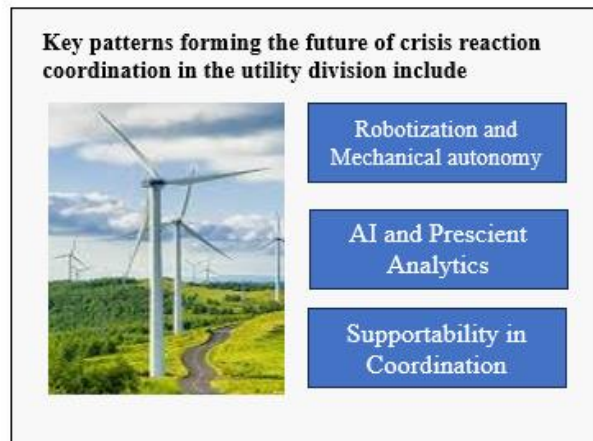 Key patterns forming the future of crisis reaction
coordination in the utility division include
Robotization and
Mechanical autonomy
AI and Prescient
Analytics
Supportability in
Coordination